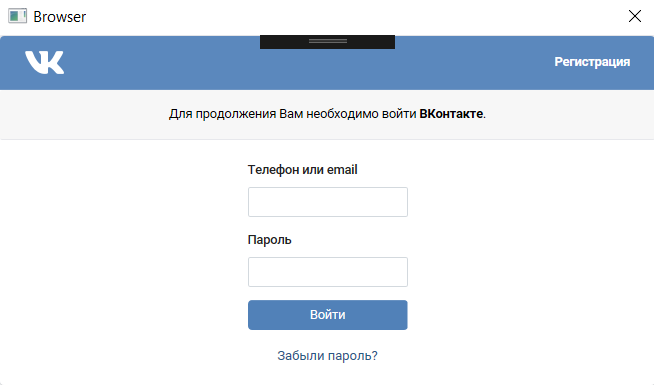 Browser
Регистрация
Для продолжения Вам необходимо войти ВКонтакте.
Телефон или email
Пароль
Войти
Забыли пароль?